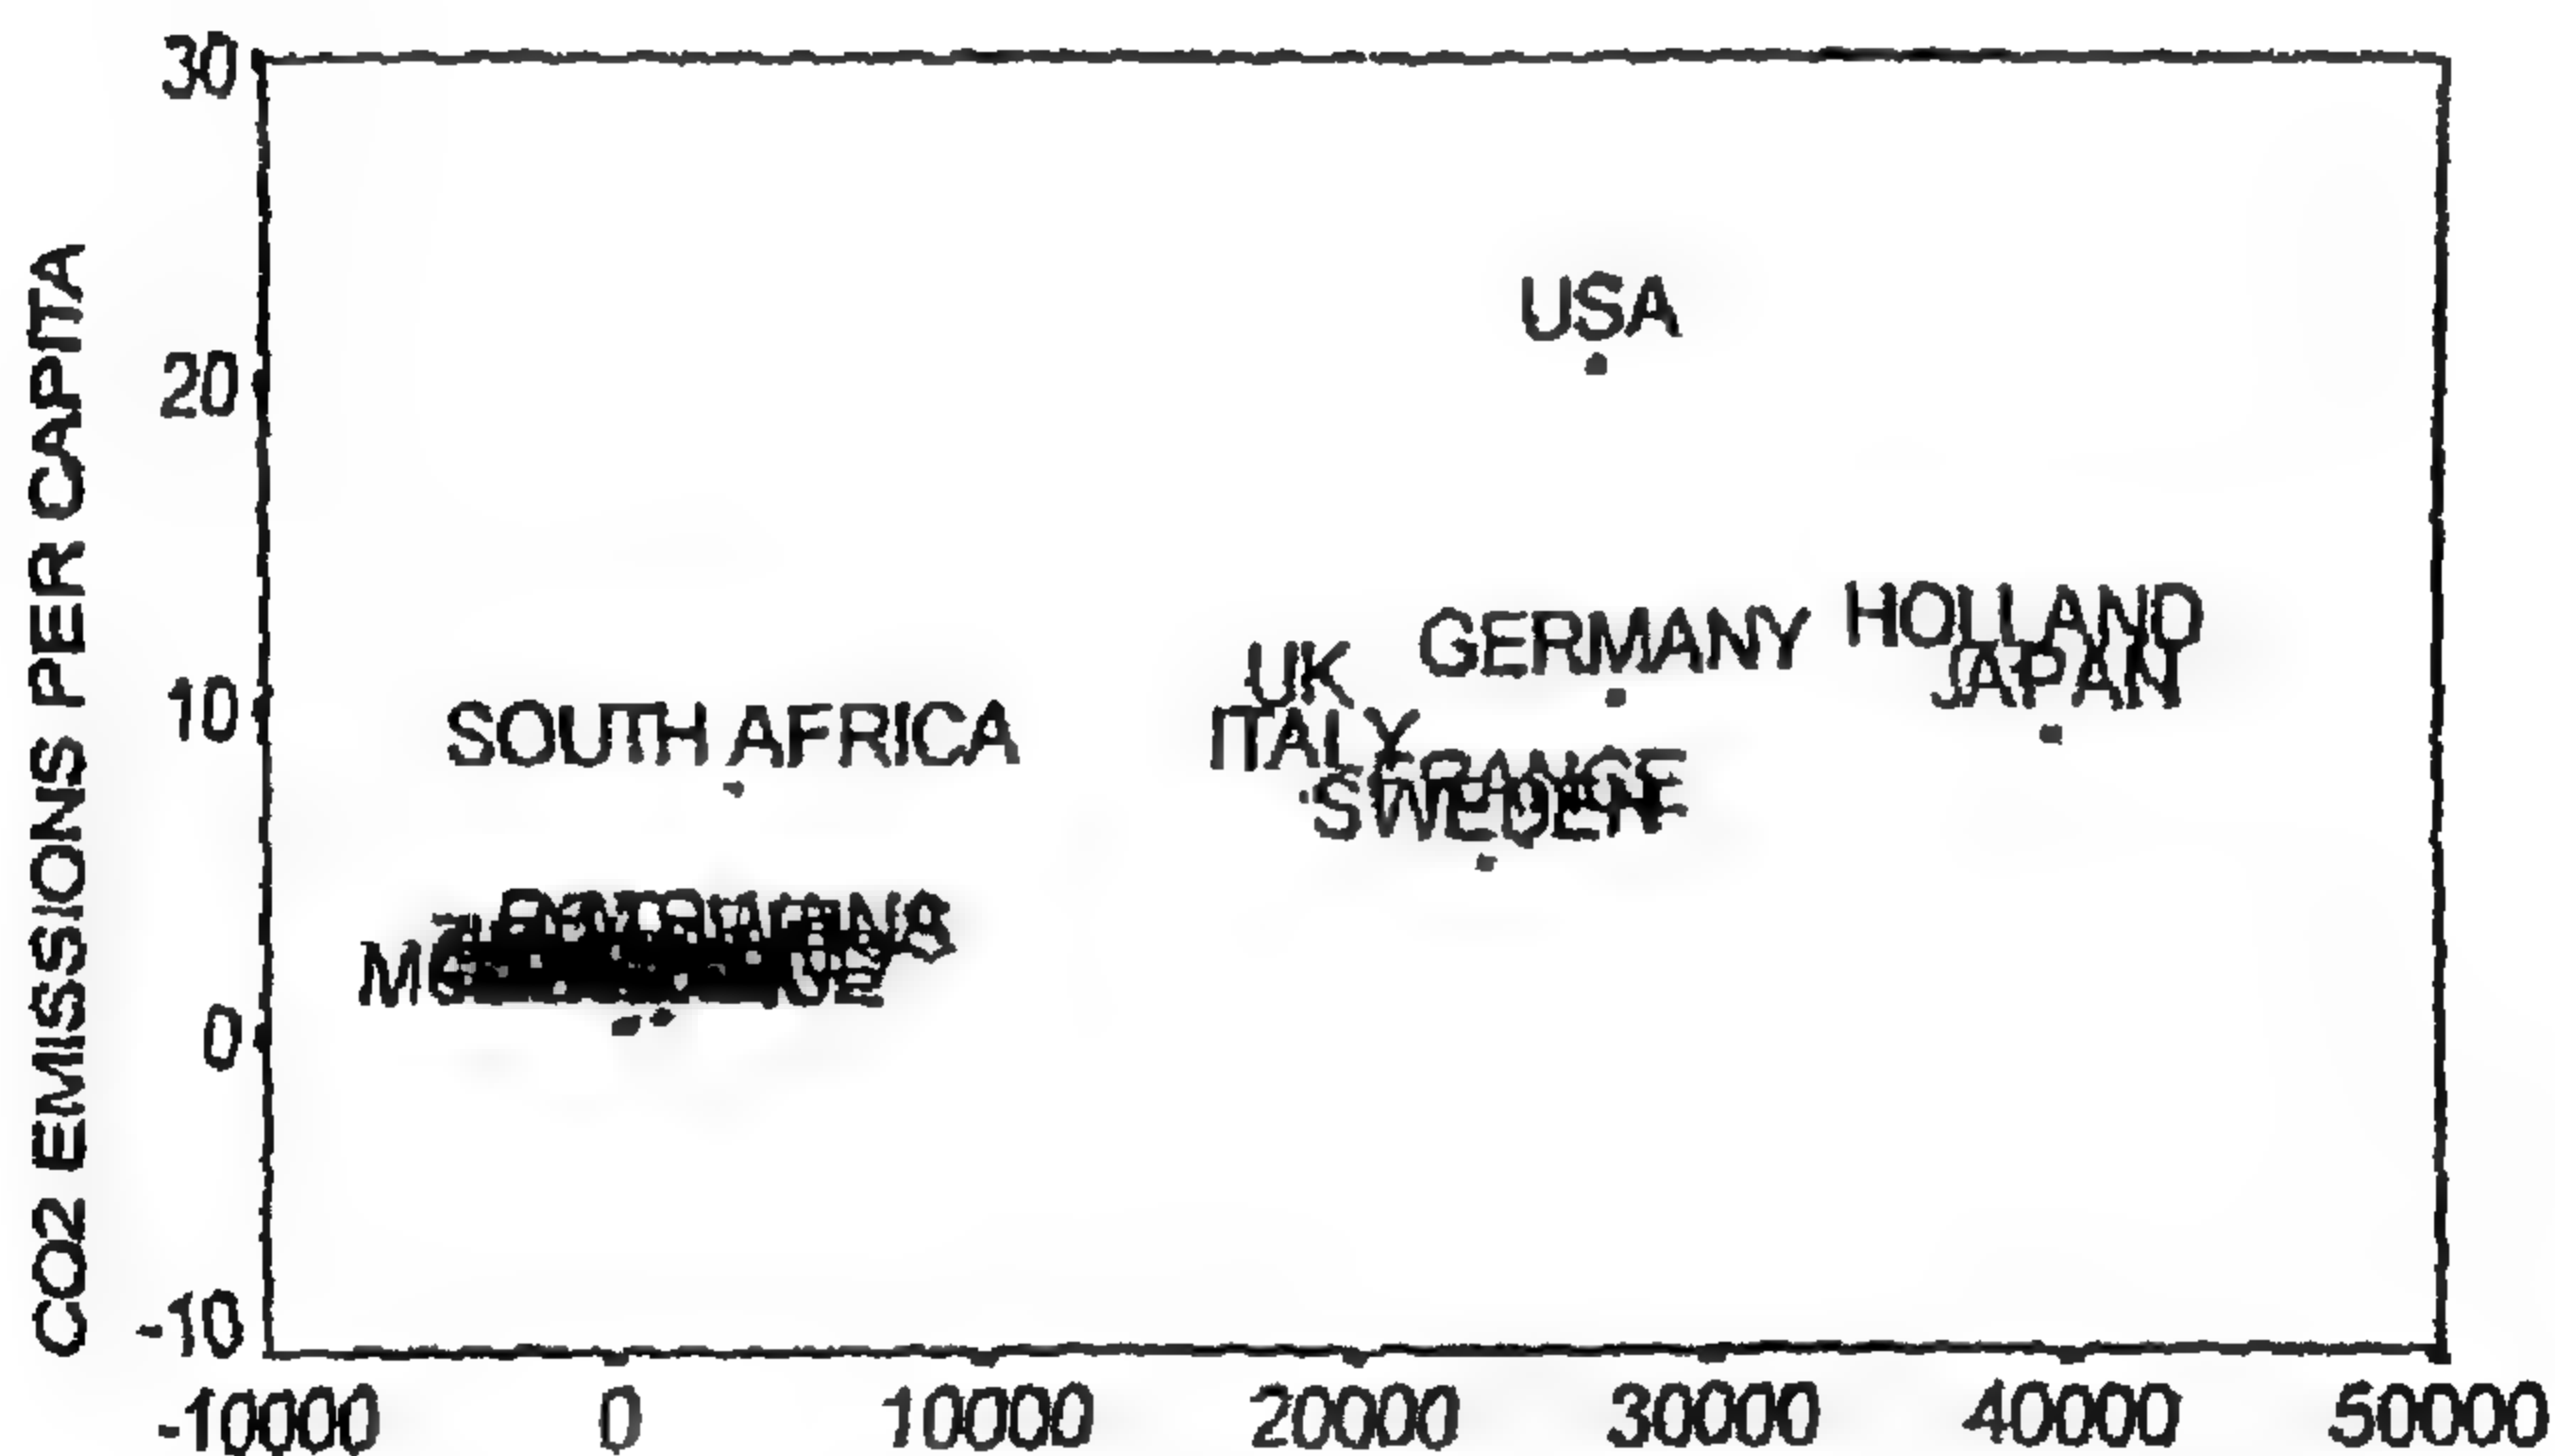 CO2 EMISSIONS PER CAPITA
30
20
10
0
-10
USA
HOLLAND
GERMANY
JAPAN
UK
SOUTH AFRICA
ITALY
FRANCE
SWEDEN
-10000 0 10000 20000 30000 40000 50000